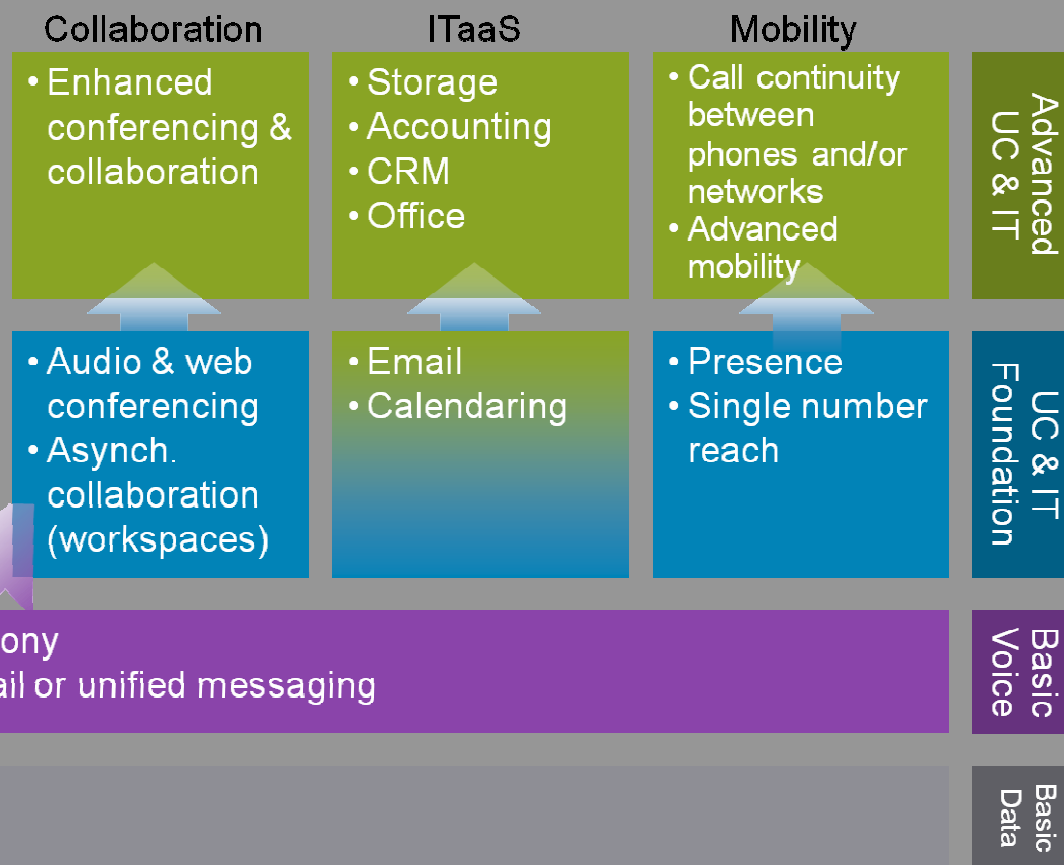 Collaboration
ITaaS
Mobility
• Enhanced
conferencing &
collaboration
• Storage
• Accounting
• CRM
• Office
• Call continuity
between
phones and/or
networks
• Advanced
mobility
Advanced
UC & IT
• Audio & web
conferencing
• Asynch.
collaboration
(workspaces)
• Email
• Calendaring
• Presence
• Single number
reach
UC & IT
Foundation
ony
ail or unified messaging
Basic
Voice
Basic
Data